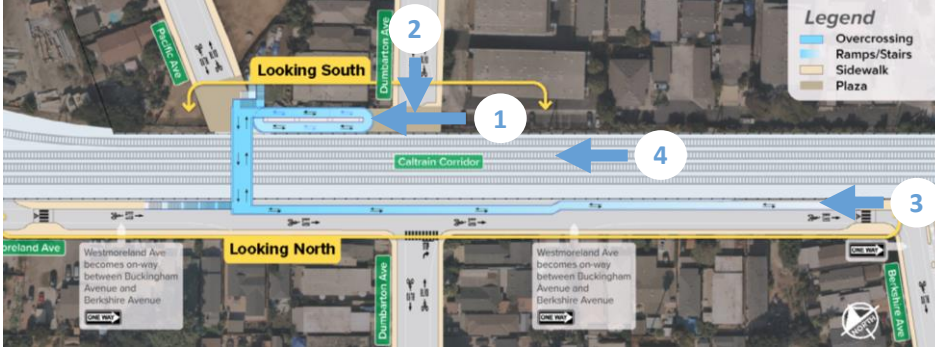 Pacific Ave
Dumbarton Ave
2
Legend
Overcrossing
Ramps/Stairs
Sidewalk
Plaza
Looking South
1
Caltrain Corridor
4
3
oreland Ave
Looking North
Westmoreland Ave
becomes on-way
between Buckingham
Avenue and
Berkshire Avenue
ONE WAY
Dumbarton Ave
Westmoreland Ave
becomes on-way
between Buckingham
Avenue and
Berkshire Avenue
ONE WAY
ONE WAY
Berkshire Ave
NORTH